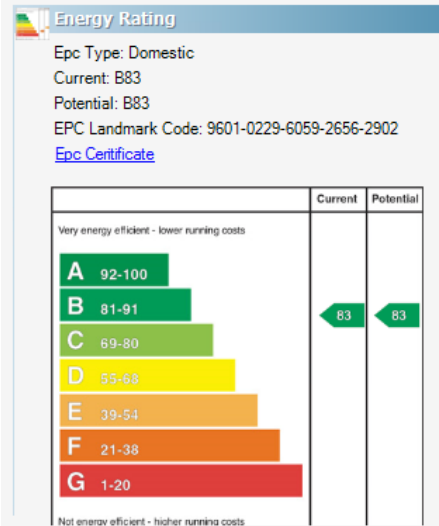 Energy Rating
Epc Type: Domestic
Current: B83
Potential: B83
EPC Landmark Code: 9601-0229-6059-2656-2902
Epc Ceritificate
Current Potential
Very energy efficient - lower running costs
A 92-100
B 81-91 83 83
C 69-80
D 55-68
E 39-54
F 21-38
G 1-20
Not energy efficient - higher running costs